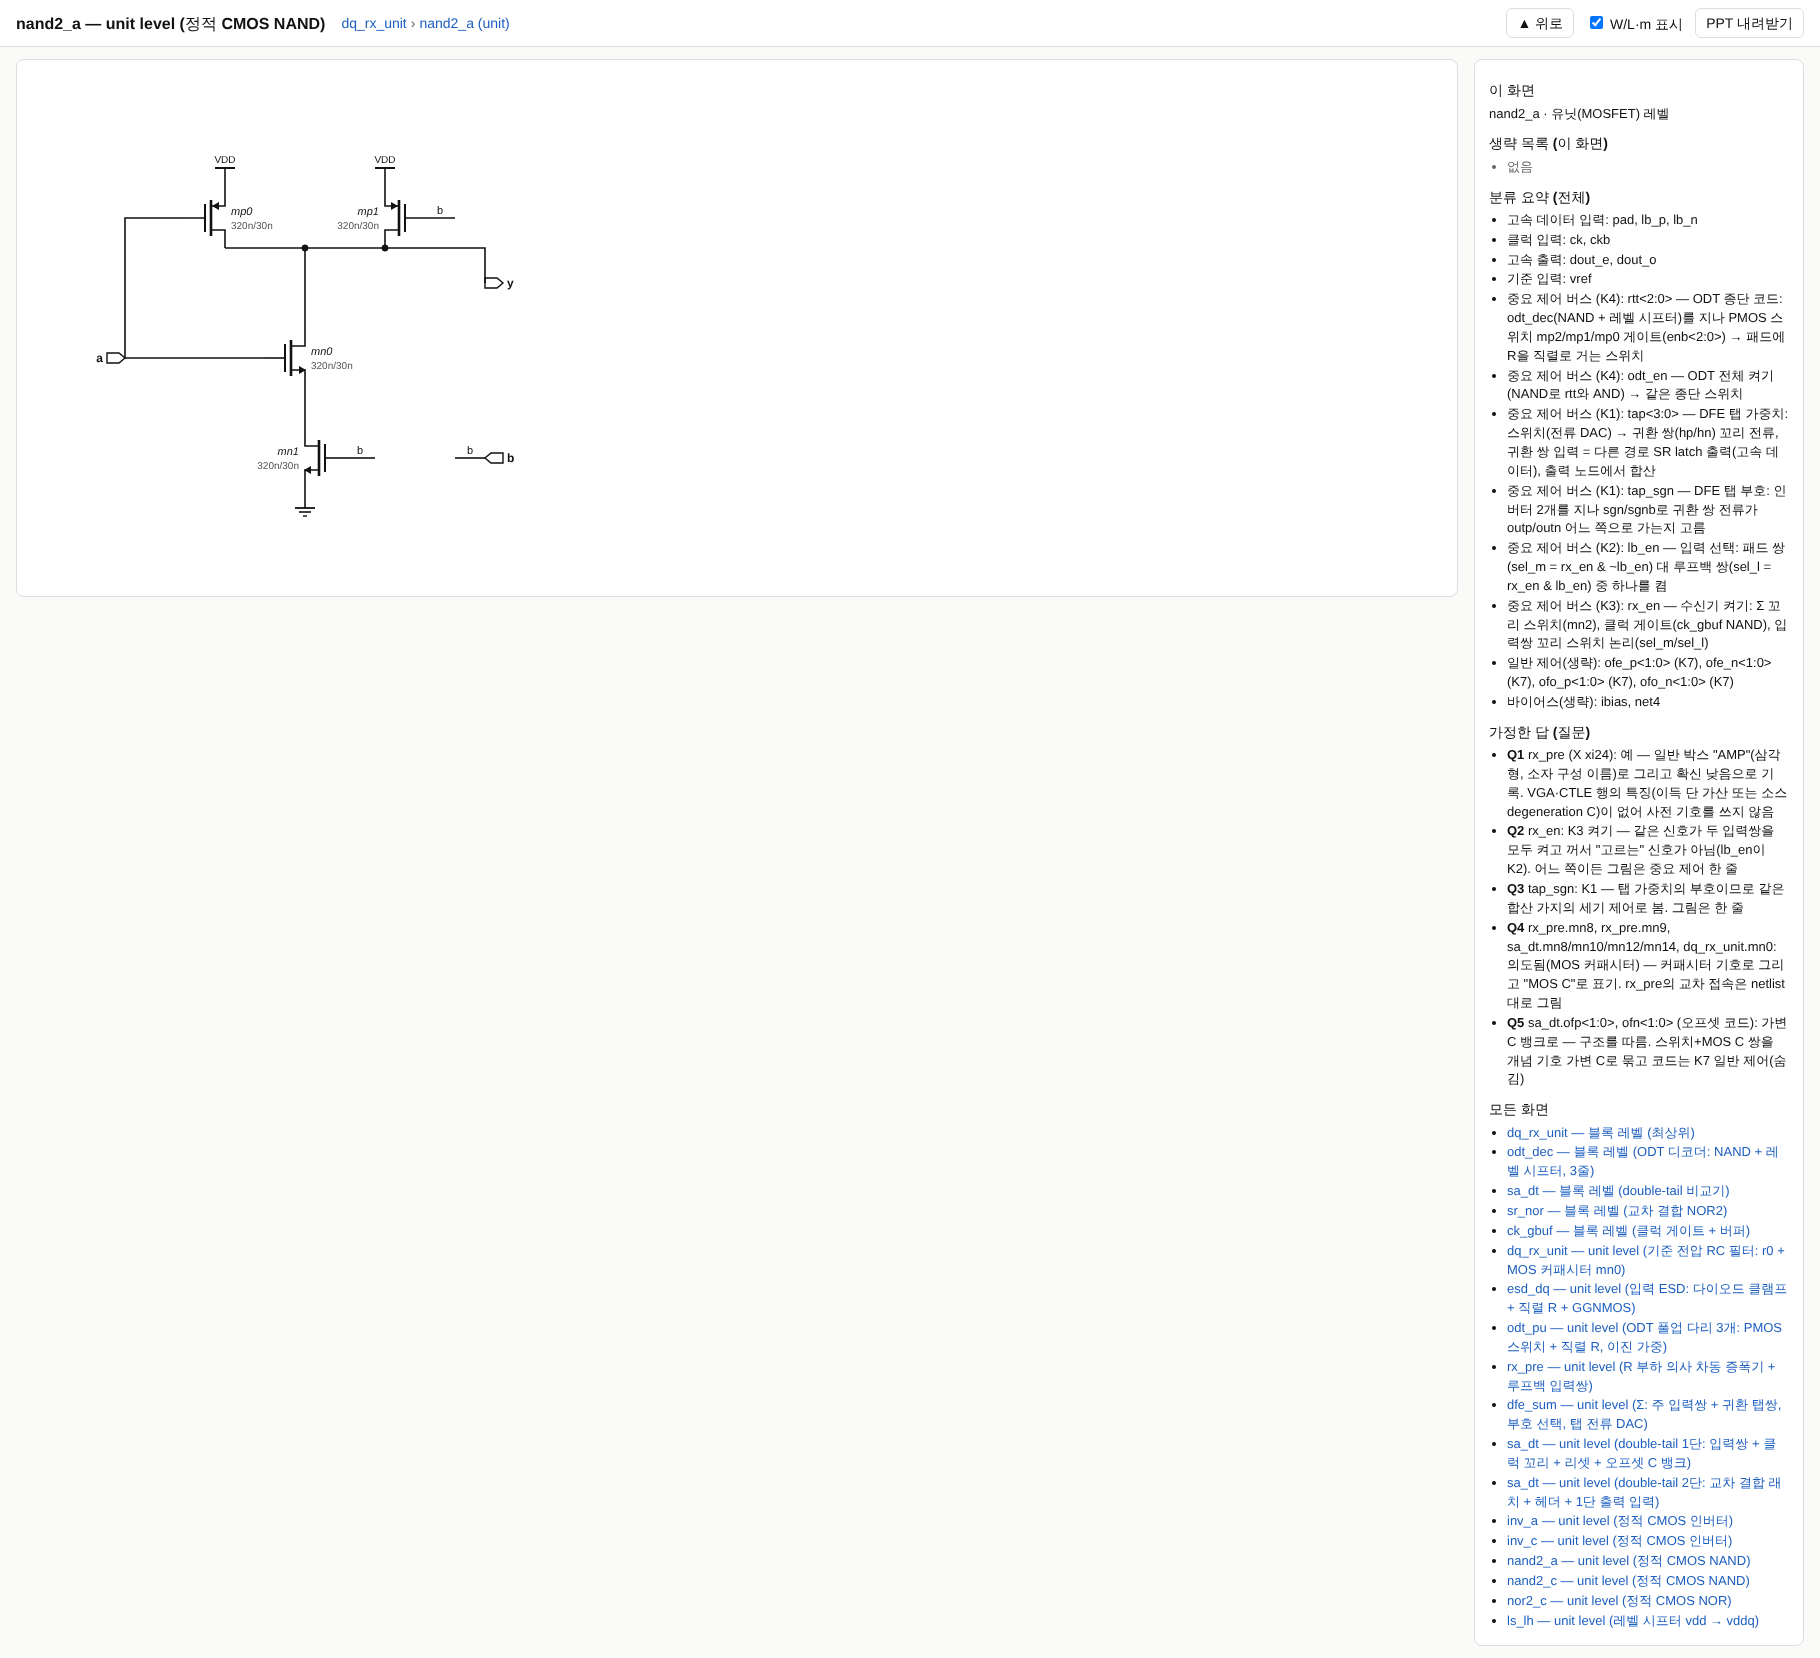 nand2_a — unit level (정적 CMOS NAND)
dq_rx_unit › nand2_a (unit)
▲ 위로
W/L·m 표시
PPT 내려받기
VDD
VDD
mp0
320n/30n
mp1
320n/30n
b
y
a
mn0
320n/30n
mn1
320n/30n
b
b
b
이 화면
nand2_a · 유닛(MOSFET) 레벨
생략 목록 (이 화면)
• 없음
분류 요약 (전체)
• 고속 데이터 입력: pad, lb_p, lb_n
• 클럭 입력: ck, ckb
• 고속 출력: dout_e, dout_o
• 기준 입력: vref
• 중요 제어 버스 (K4): rtt<2:0> — ODT 종단 코드:
odt_dec(NAND + 레벨 시프터)를 지나 PMOS 스
위치 mp2/mp1/mp0 게이트(enb<2:0>) → 패드에
R을 직렬로 거는 스위치
• 중요 제어 버스 (K4): odt_en — ODT 전체 켜기
(NAND로 rtt와 AND) → 같은 종단 스위치
• 중요 제어 버스 (K1): tap<3:0> — DFE 탭 가중치:
스위치(전류 DAC) → 귀환 쌍(hp/hn) 꼬리 전류,
귀환 쌍 입력 = 다른 경로 SR latch 출력(고속 데
이터), 출력 노드에서 합산
• 중요 제어 버스 (K1): tap_sgn — DFE 탭 부호: 인
버터 2개를 지나 sgn/sgnb로 귀환 쌍 전류가
outp/outn 어느 쪽으로 가는지 고름
• 중요 제어 버스 (K2): lb_en — 입력 선택: 패드 쌍
(sel_m = rx_en & ~lb_en) 대 루프백 쌍(sel_l =
rx_en & lb_en) 중 하나를 켬
• 중요 제어 버스 (K3): rx_en — 수신기 켜기: Σ 꼬
리 스위치(mn2), 클럭 게이트(ck_gbuf NAND), 입
력쌍 꼬리 스위치 논리(sel_m/sel_l)
• 일반 제어(생략): ofe_p<1:0> (K7), ofe_n<1:0>
(K7), ofo_p<1:0> (K7), ofo_n<1:0> (K7)
• 바이어스(생략): ibias, net4
가정한 답 (질문)
• Q1 rx_pre (X xi24): 예 — 일반 박스 "AMP"(삼각
형, 소자 구성 이름)로 그리고 확신 낮음으로 기
록. VGA·CTLE 행의 특징(이득 단 가산 또는 소스
degeneration C)이 없어 사전 기호를 쓰지 않음
• Q2 rx_en: K3 켜기 — 같은 신호가 두 입력쌍을
모두 켜고 꺼서 "고르는" 신호가 아님(lb_en이
K2). 어느 쪽이든 그림은 중요 제어 한 줄
• Q3 tap_sgn: K1 — 탭 가중치의 부호이므로 같은
합산 가지의 세기 제어로 봄. 그림은 한 줄
• Q4 rx_pre.mn8, rx_pre.mn9,
sa_dt.mn8/mn10/mn12/mn14, dq_rx_unit.mn0:
의도됨(MOS 커패시터) — 커패시터 기호로 그리
고 "MOS C"로 표기. rx_pre의 교차 접속은 netlist
대로 그림
• Q5 sa_dt.ofp<1:0>, ofn<1:0> (오프셋 코드): 가변
C 뱅크로 — 구조를 따름. 스위치+MOS C 쌍을
개념 기호 가변 C로 묶고 코드는 K7 일반 제어(숨
김)
모든 화면
• dq_rx_unit — 블록 레벨 (최상위)
• odt_dec — 블록 레벨 (ODT 디코더: NAND + 레
벨 시프터, 3줄)
• sa_dt — 블록 레벨 (double-tail 비교기)
• sr_nor — 블록 레벨 (교차 결합 NOR2)
• ck_gbuf — 블록 레벨 (클럭 게이트 + 버퍼)
• dq_rx_unit — unit level (기준 전압 RC 필터: r0 +
MOS 커패시터 mn0)
• esd_dq — unit level (입력 ESD: 다이오드 클램프
+ 직렬 R + GGNMOS)
• odt_pu — unit level (ODT 풀업 다리 3개: PMOS
스위치 + 직렬 R, 이진 가중)
• rx_pre — unit level (R 부하 의사 차동 증폭기 +
루프백 입력쌍)
• dfe_sum — unit level (Σ: 주 입력쌍 + 귀환 탭쌍,
부호 선택, 탭 전류 DAC)
• sa_dt — unit level (double-tail 1단: 입력쌍 + 클
럭 꼬리 + 리셋 + 오프셋 C 뱅크)
• sa_dt — unit level (double-tail 2단: 교차 결합 래
치 + 헤더 + 1단 출력 입력)
• inv_a — unit level (정적 CMOS 인버터)
• inv_c — unit level (정적 CMOS 인버터)
• nand2_a — unit level (정적 CMOS NAND)
• nand2_c — unit level (정적 CMOS NAND)
• nor2_c — unit level (정적 CMOS NOR)
• ls_lh — unit level (레벨 시프터 vdd → vddq)